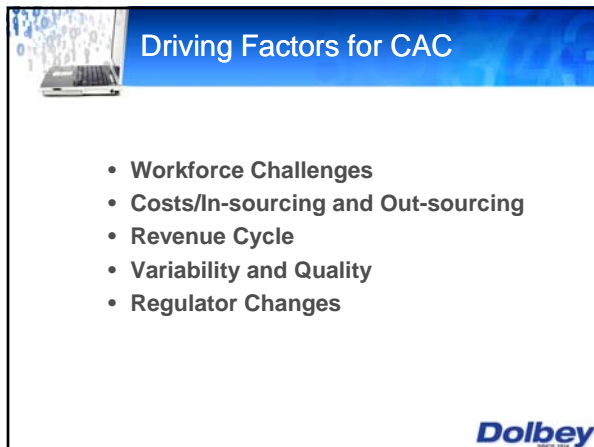 Driving Factors for CAC
• Workforce Challenges
• Costs/In-sourcing and Out-sourcing
• Revenue Cycle
• Variability and Quality
• Regulator Changes
Dolbey